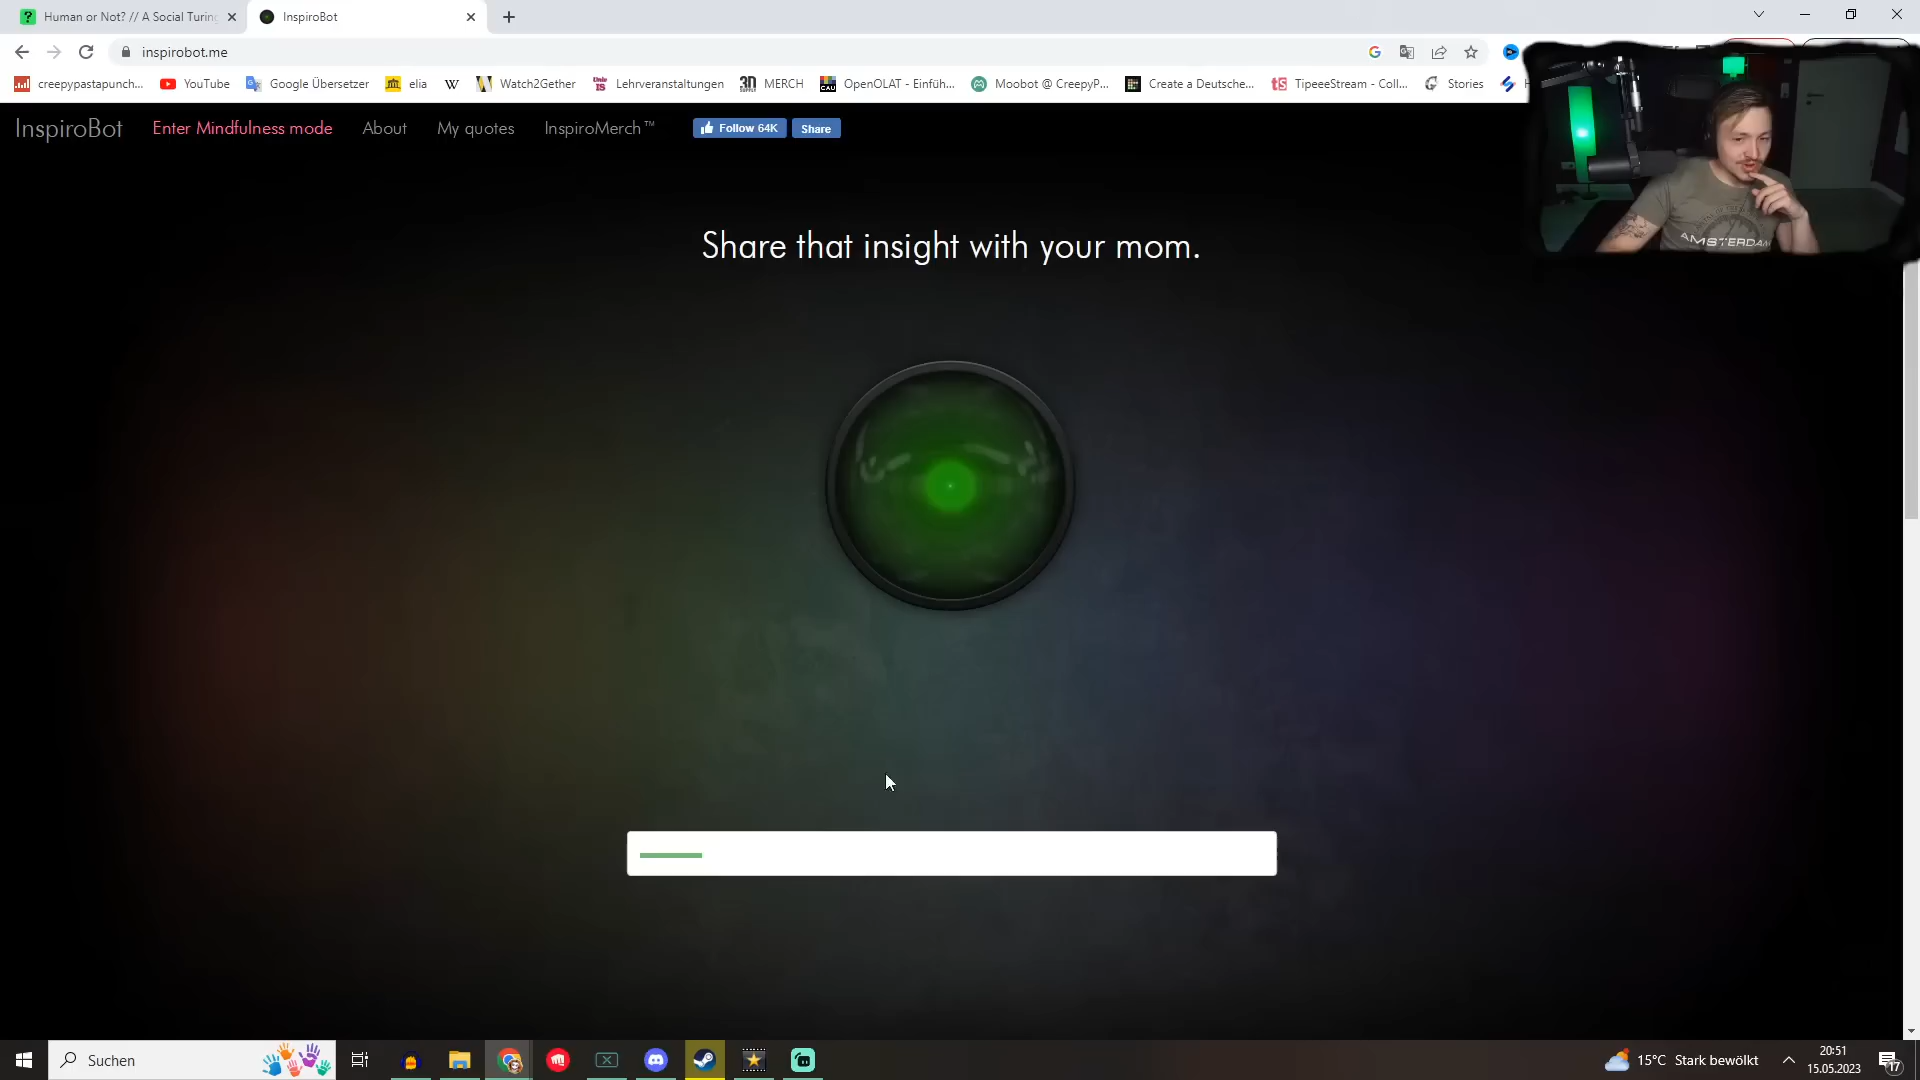 Human or Not? // A Social Turing
InspiroBot
inspirobot.me
creepypastapunch...
YouTube
Google Übersetzer
elia
Watch2Gether
Lehrveranstaltungen
MERCH
OpenOLAT - Einfüh...
Moobot @ CreepyP...
Create a Deutsche...
TipeeeStream - Coll...
Stories
InspiroBot
Enter Mindfulness mode
About
My quotes
InspiroMerch™
Follow 64K
Share
AMSTERDAM
Share that insight with your mom.
Suchen
15°C Stark bewölkt
20:51
15.05.2023
17